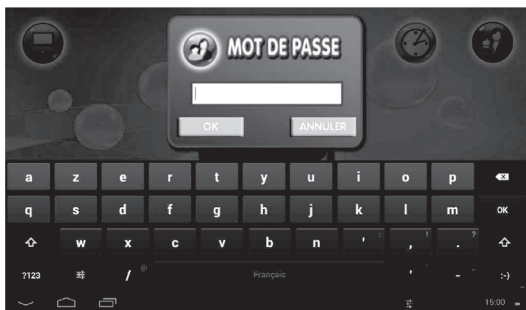 MOT DE PASSE
OK ANNULER
a z e r t y u i o p
q s d f g h j k l m OK
w x c v b n ' : , ! . ?
?123 / Français ' - :-)
15:00